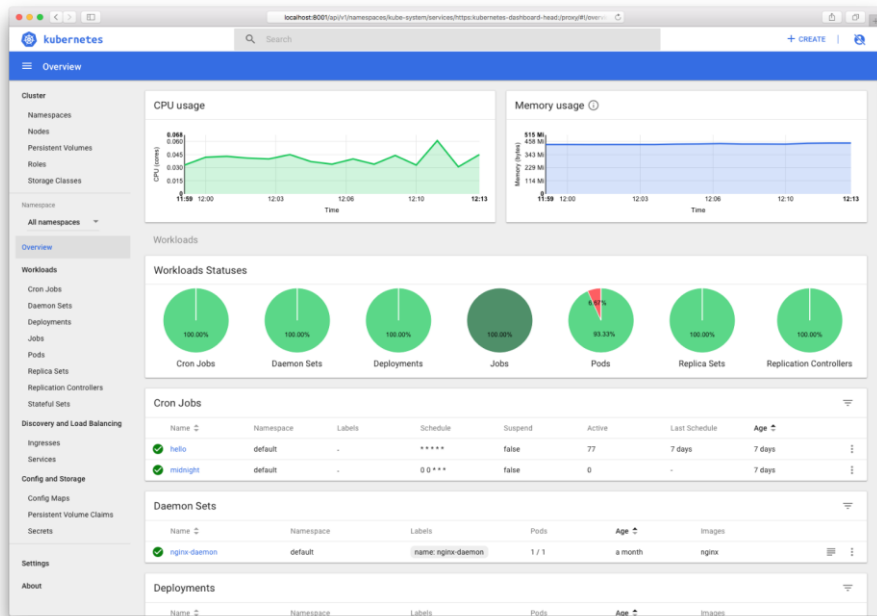 localhost:8001/api/v1/namespaces/kube-system/services/https:kubernetes-dashboard-head:/proxy/#!/overv
kubernetes
Search
+ CREATE
Overview
Cluster
Namespaces
Nodes
Persistent Volumes
Roles
Storage Classes
Namespace
All namespaces
Overview
Workloads
Cron Jobs
Daemon Sets
Deployments
Jobs
Pods
Replica Sets
Replication Controllers
Stateful Sets
Discovery and Load Balancing
Ingresses
Services
Config and Storage
Config Maps
Persistent Volume Claims
Secrets
Settings
About
CPU usage
CPU (cores)
0.068
0.060
0.045
0.030
0.015
0
11:59 12:00 12:03 12:06 12:10 12:13
Time
Memory usage
Memory (bytes)
515 Mi
458 Mi
343 Mi
229 Mi
114 Mi
0
11:59 12:00 12:03 12:06 12:10 12:13
Time
Workloads
Workloads Statuses
100.00% 100.00% 100.00% 100.00% 6.67% 93.33% 100.00% 100.00%
Cron Jobs Daemon Sets Deployments Jobs Pods Replica Sets Replication Controllers
Cron Jobs
Name Namespace Labels Schedule Suspend Active Last Schedule Age
hello default - * * * * * false 77 7 days 7 days
midnight default - 0 0 * * * false 0 - 7 days
Daemon Sets
Name Namespace Labels Pods Age Images
nginx-daemon default name: nginx-daemon 1 / 1 a month nginx
Deployments
Name Namespace Labels Pods Age Images